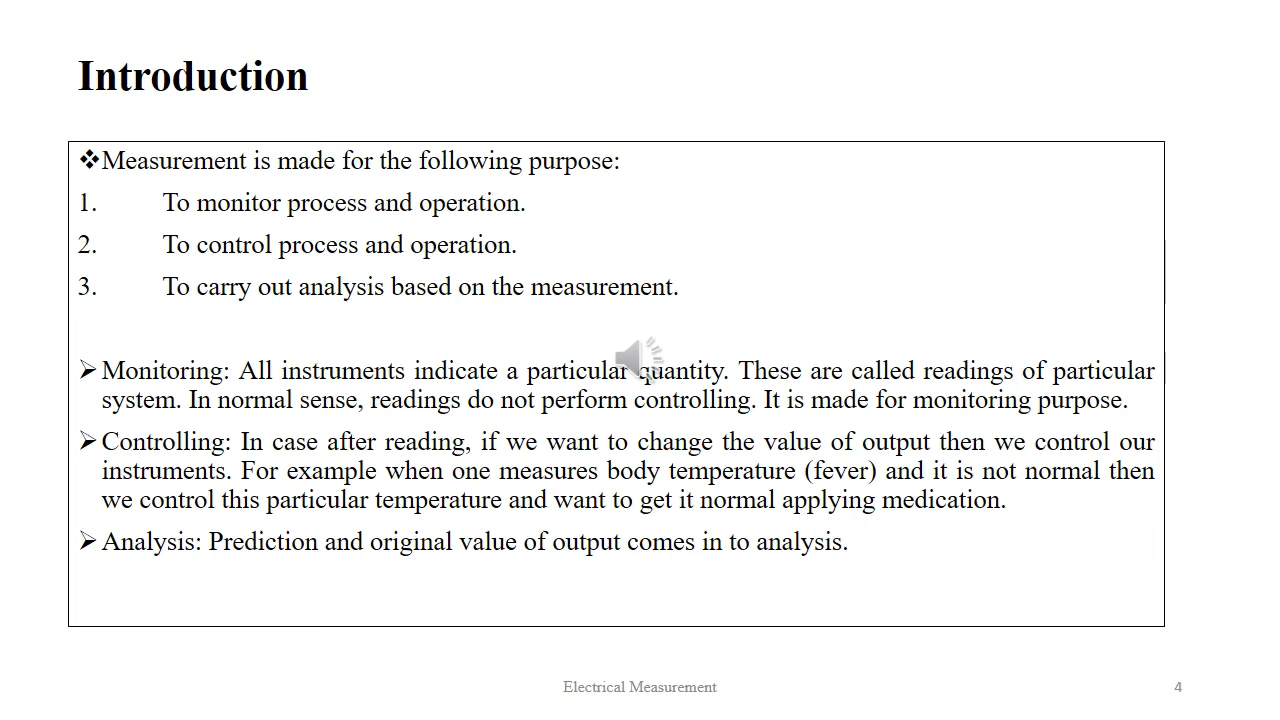 Introduction
❖Measurement is made for the following purpose:
1. To monitor process and operation.
2. To control process and operation.
3. To carry out analysis based on the measurement.
➢Monitoring: All instruments indicate a particular quantity. These are called readings of particular
system. In normal sense, readings do not perform controlling. It is made for monitoring purpose.
➢Controlling: In case after reading, if we want to change the value of output then we control our
instruments. For example when one measures body temperature (fever) and it is not normal then
we control this particular temperature and want to get it normal applying medication.
➢Analysis: Prediction and original value of output comes in to analysis.
Electrical Measurement
4